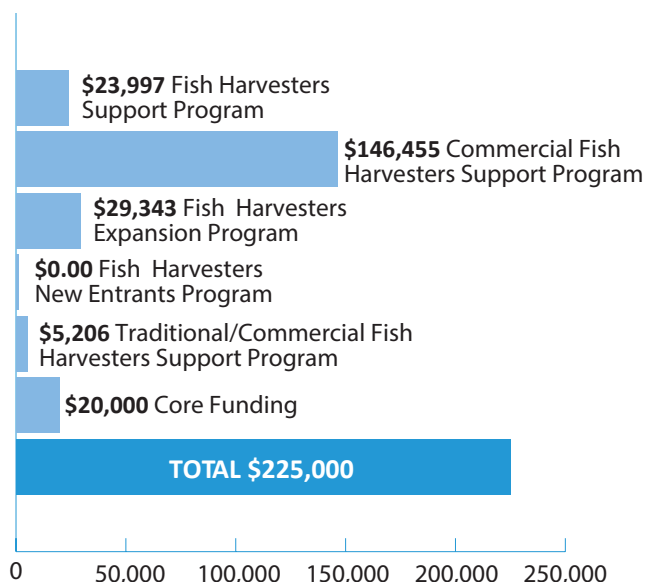 $23,997 Fish Harvesters
Support Program
$146,455 Commercial Fish
Harvesters Support Program
$29,343 Fish Harvesters
Expansion Program
$0.00 Fish Harvesters
New Entrants Program
$5,206 Traditional/Commercial Fish
Harvesters Support Program
$20,000 Core Funding
TOTAL $225,000
0 50,000 100,000 150,000 200,000 250,000